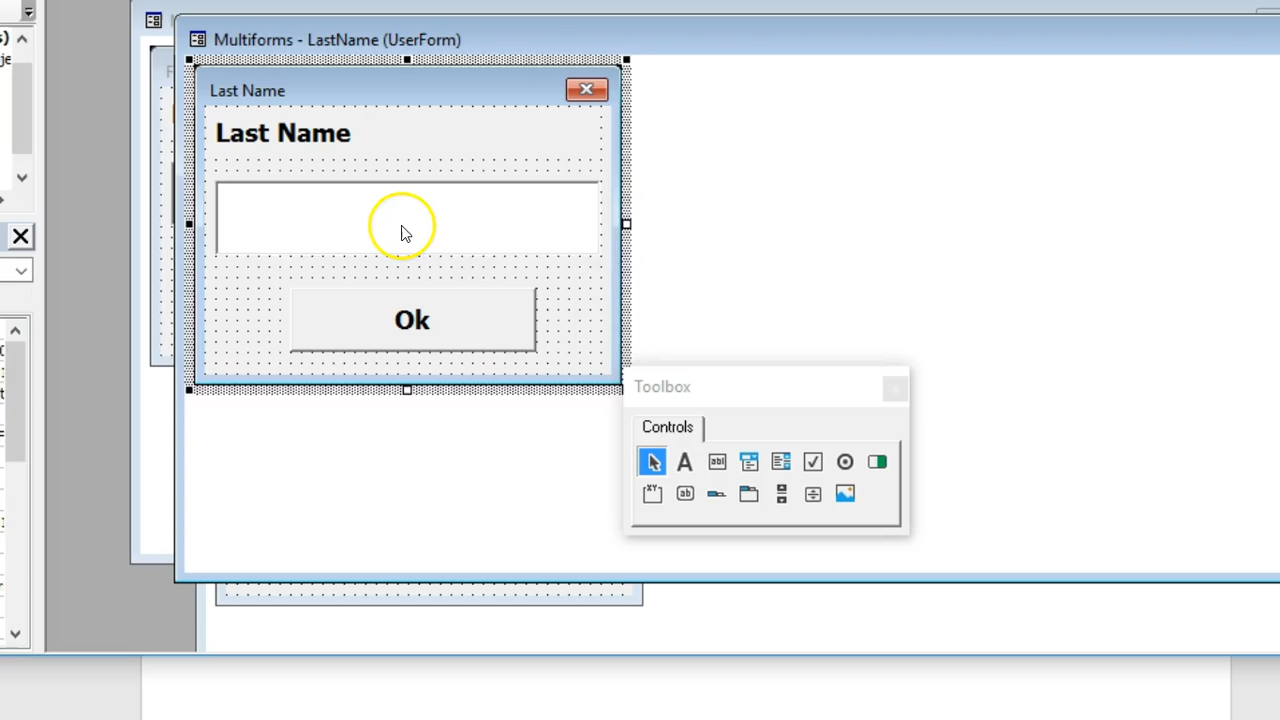 Multiforms - LastName (UserForm)
Last Name
Last Name
Ok
Toolbox
Controls